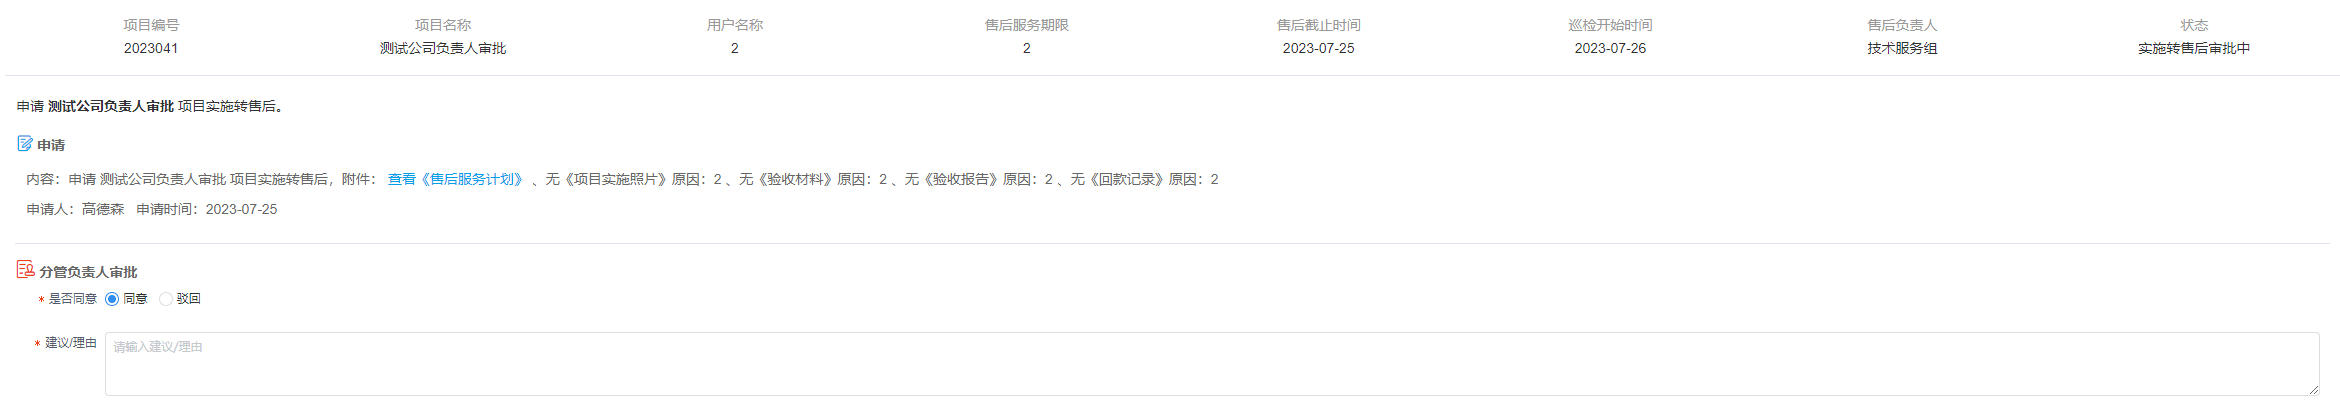 项目编号 项目名称 用户名称 售后服务期限 售后截止时间 巡检开始时间 售后负责人 状态
2023041 测试公司负责人审批 2 2 2023-07-25 2023-07-26 技术服务组 实施转售后审批中
申请 测试公司负责人审批 项目实施转售后。
申请
内容：申请 测试公司负责人审批 项目实施转售后，附件： 查看《售后服务计划》 、无《项目实施照片》原因：2 、无《验收材料》原因：2 、无《验收报告》原因：2 、无《回款记录》原因：2
申请人：高德森 申请时间：2023-07-25
分管负责人审批
* 是否同意 同意 驳回
* 建议/理由 请输入建议/理由